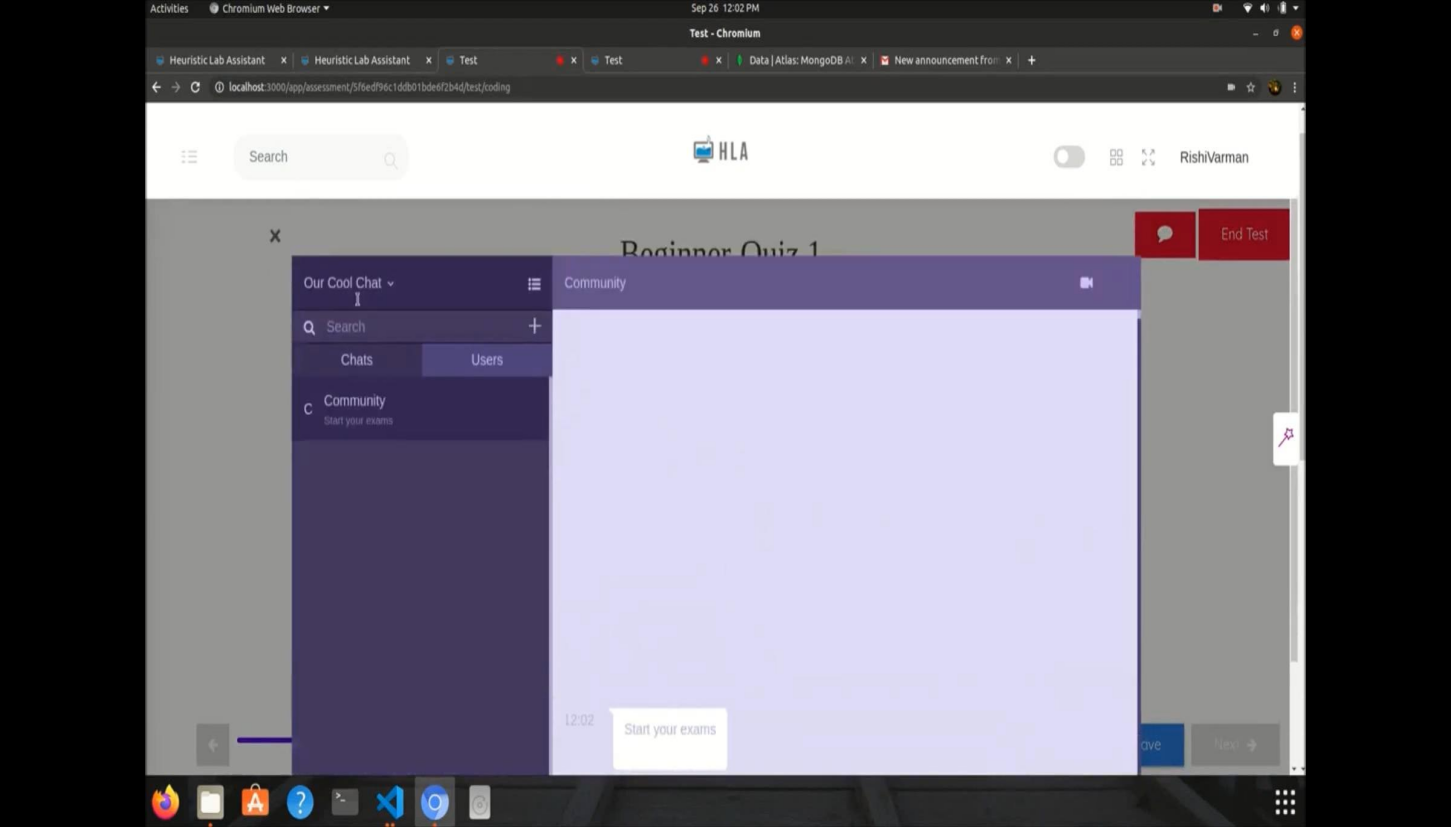 Activities
Chromium Web Browser
Sep 26 12:02 PM
Test - Chromium
Heuristic Lab Assistant
Heuristic Lab Assistant
Test
Test
Data | Atlas: MongoDB At
New announcement from
localhost:3000/app/assessment/5f6edf96c1ddb01bde6f2b4d/test/coding
Search
HLA
RishiVarman
Beginner Quiz 1
End Test
Our Cool Chat
Community
Search
Chats
Users
C
Community
Start your exams
12:02
Start your exams
ave
Next